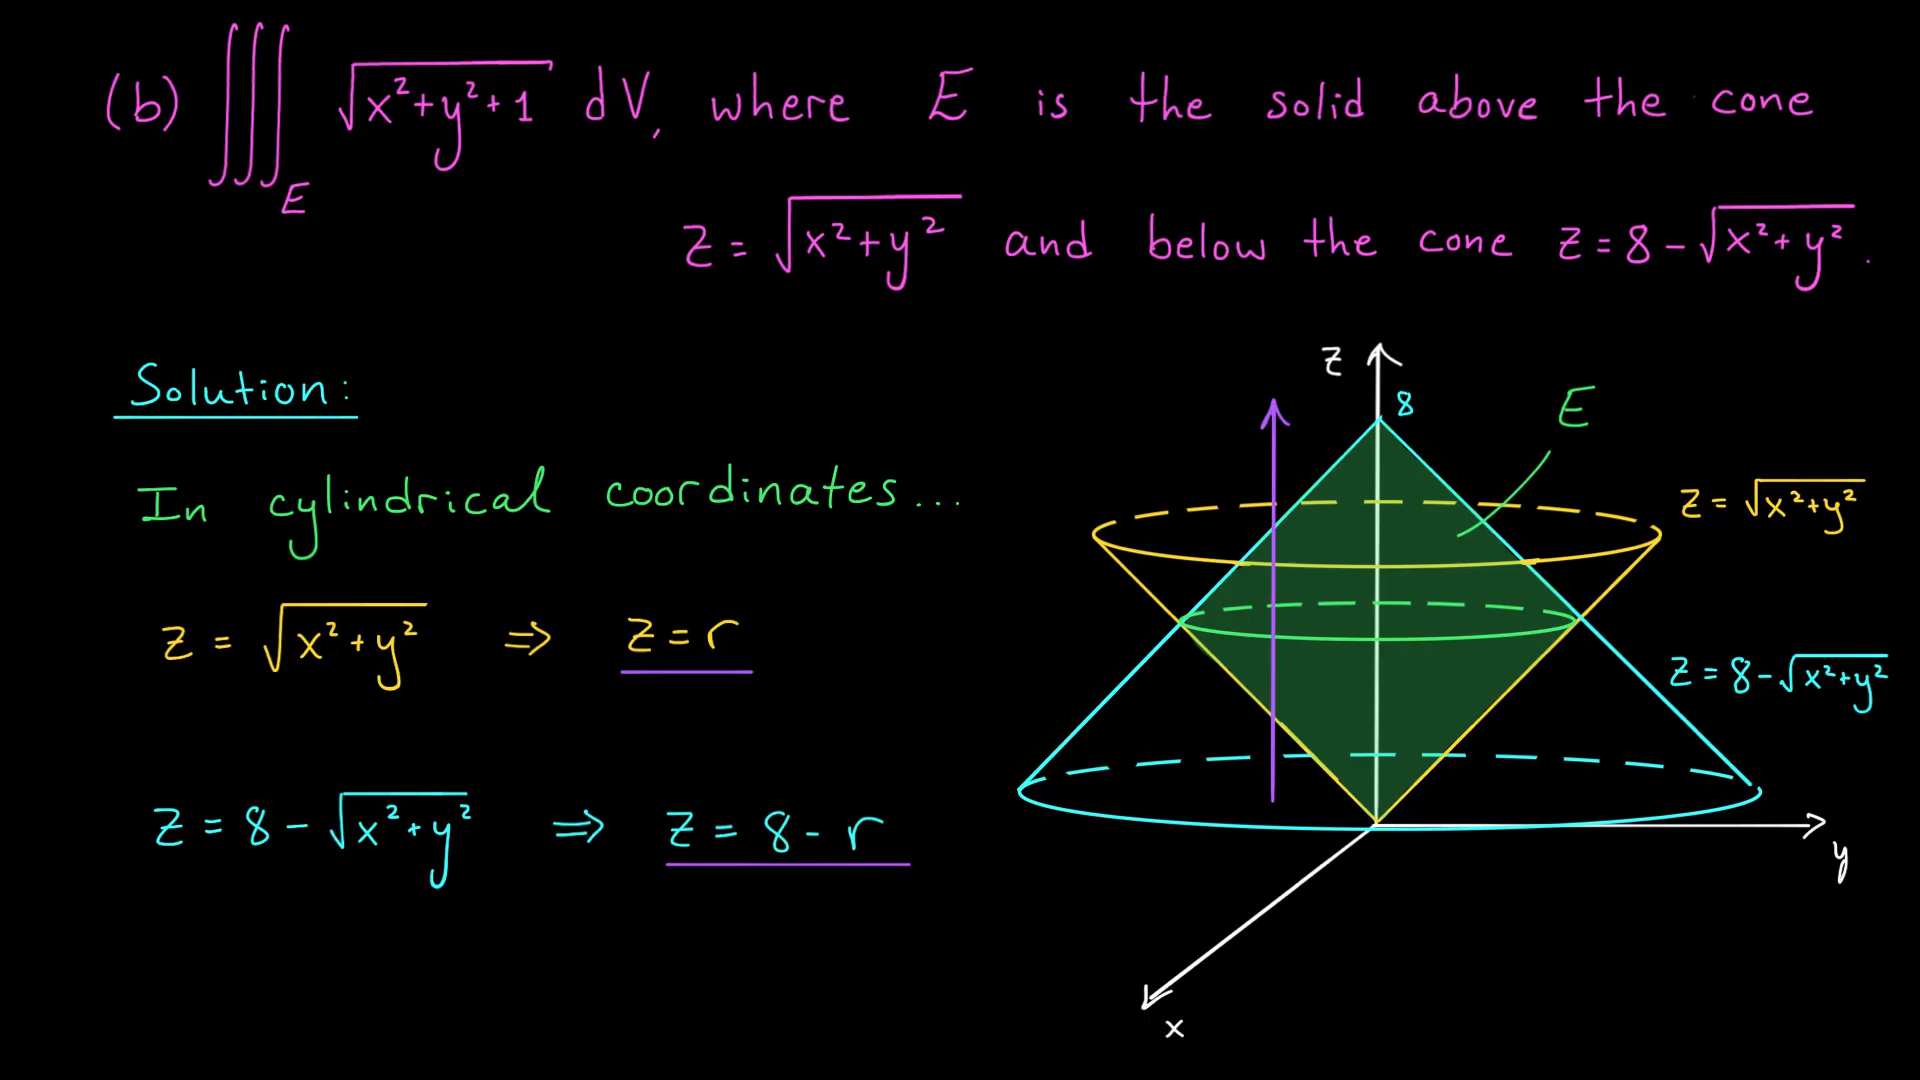 (b) ∭_E √(x²+y²+1) dV, where E is the solid above the cone
z = √(x²+y²) and below the cone z = 8 - √(x²+y²).
Solution:
In cylindrical coordinates...
z = √(x²+y²) ⇒ z = r
z = 8 - √(x²+y²) ⇒ z = 8 - r
z
8
E
z = √(x²+y²)
z = 8 - √(x²+y²)
y
x